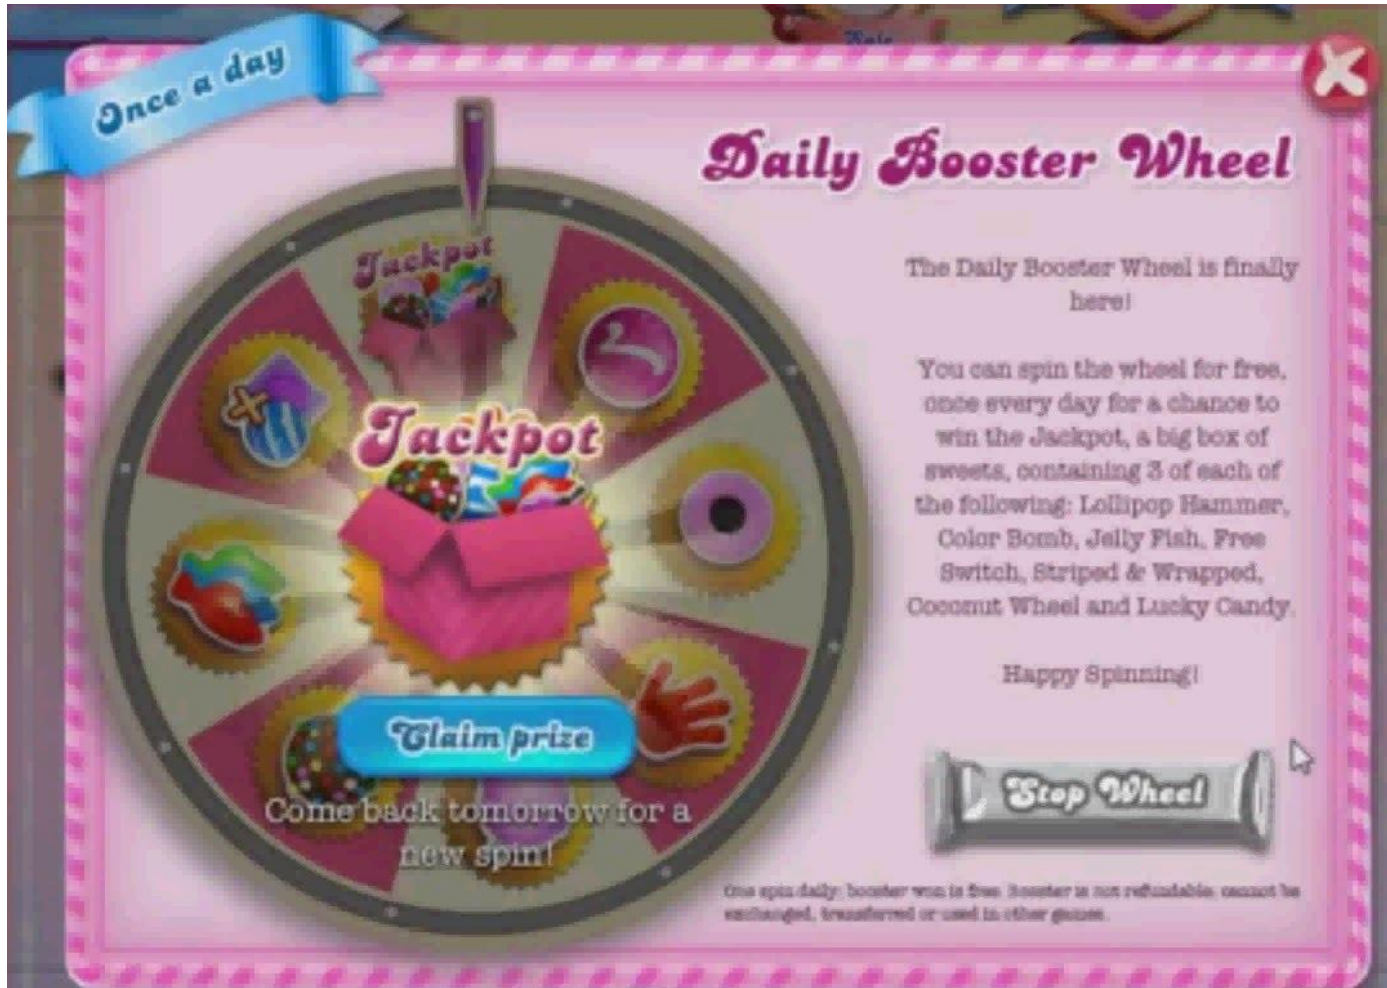 Once a day
Daily Booster Wheel
Jackpot
The Daily Booster Wheel is finally
here!
You can spin the wheel for free,
once every day for a chance to
win the Jackpot, a big box of
sweets, containing 3 of each of
the following: Lollipop Hammer,
Color Bomb, Jelly Fish, Free
Switch, Striped & Wrapped,
Coconut Wheel and Lucky Candy.
Happy Spinning!
Jackpot
Claim prize
Come back tomorrow for a
new spin!
Stop Wheel
One spin daily; booster won is free. Booster is not refundable, cannot be
exchanged, transferred or used in other games.